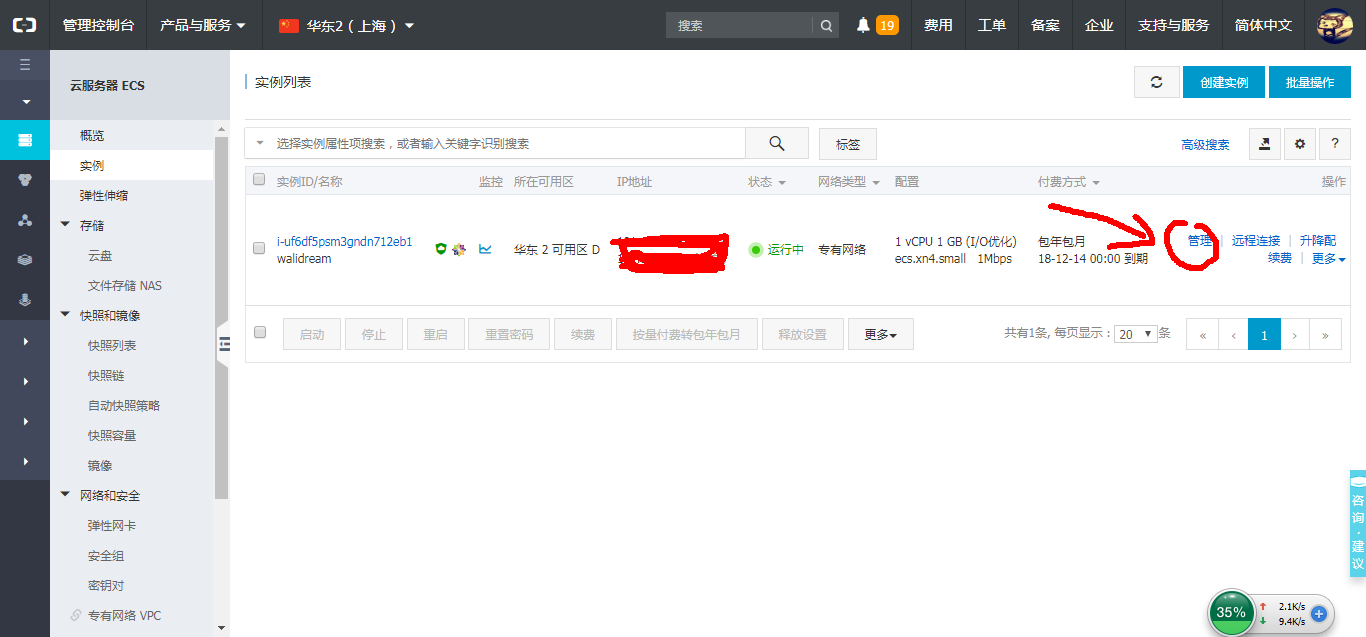 管理控制台 产品与服务 华东2（上海） 搜索 19 费用 工单 备案 企业 支持与服务 简体中文
云服务器 ECS
概览
实例
弹性伸缩
存储
云盘
文件存储 NAS
快照和镜像
快照列表
快照链
自动快照策略
快照容量
镜像
网络和安全
弹性网卡
安全组
密钥对
专有网络 VPC
实例列表 创建实例 批量操作
选择实例属性项搜索，或者输入关键字识别搜索 标签 高级搜索 ?
实例ID/名称 监控 所在可用区 IP地址 状态 网络类型 配置 付费方式 操作
i-uf6df5psm3gndn712eb1
walidream
华东 2 可用区 D
运行中
专有网络
1 vCPU 1 GB (I/O优化)
ecs.xn4.small 1Mbps
包年包月
18-12-14 00:00 到期
管理 | 远程连接 | 升降配
续费 | 更多
启动 停止 重启 重置密码 续费 按量付费转包年包月 释放设置 更多 共有1条, 每页显示：20 条 « ‹ 1 › »
咨询·建议
35%
2.1K/s
9.4K/s